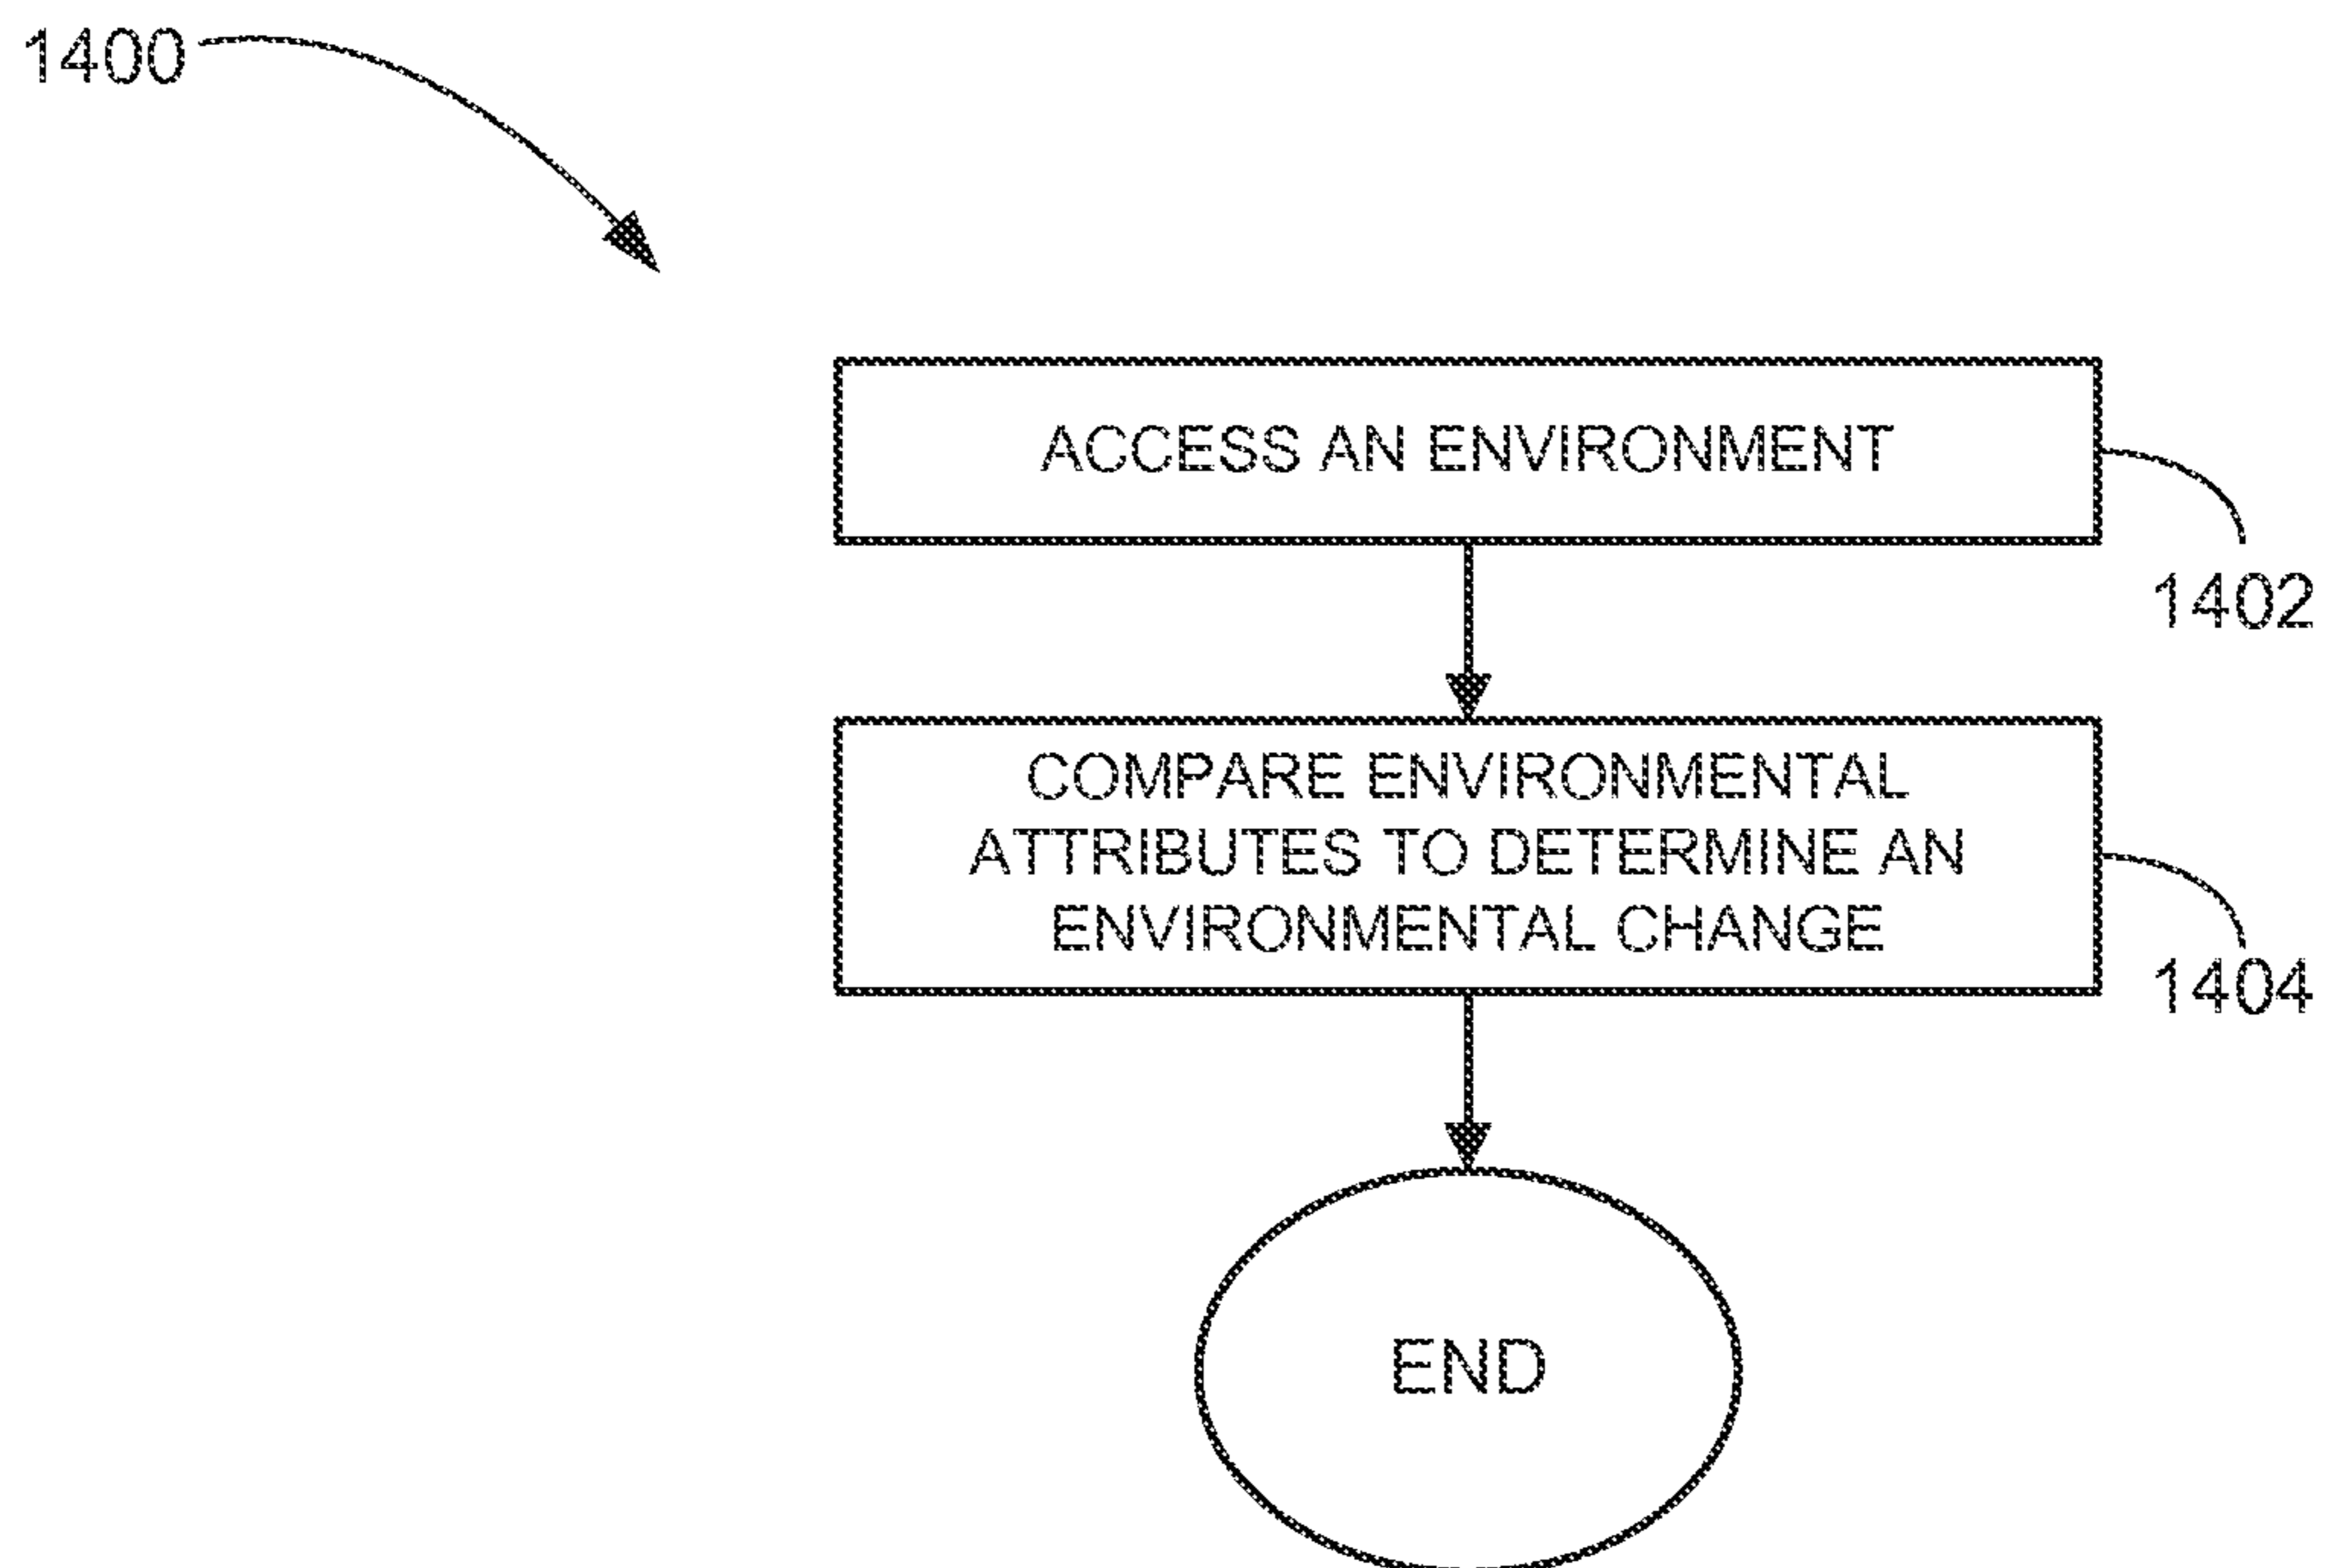 1400
ACCESS AN ENVIRONMENT
1402
COMPARE ENVIRONMENTAL
ATTRIBUTES TO DETERMINE AN
ENVIRONMENTAL CHANGE
1404
END